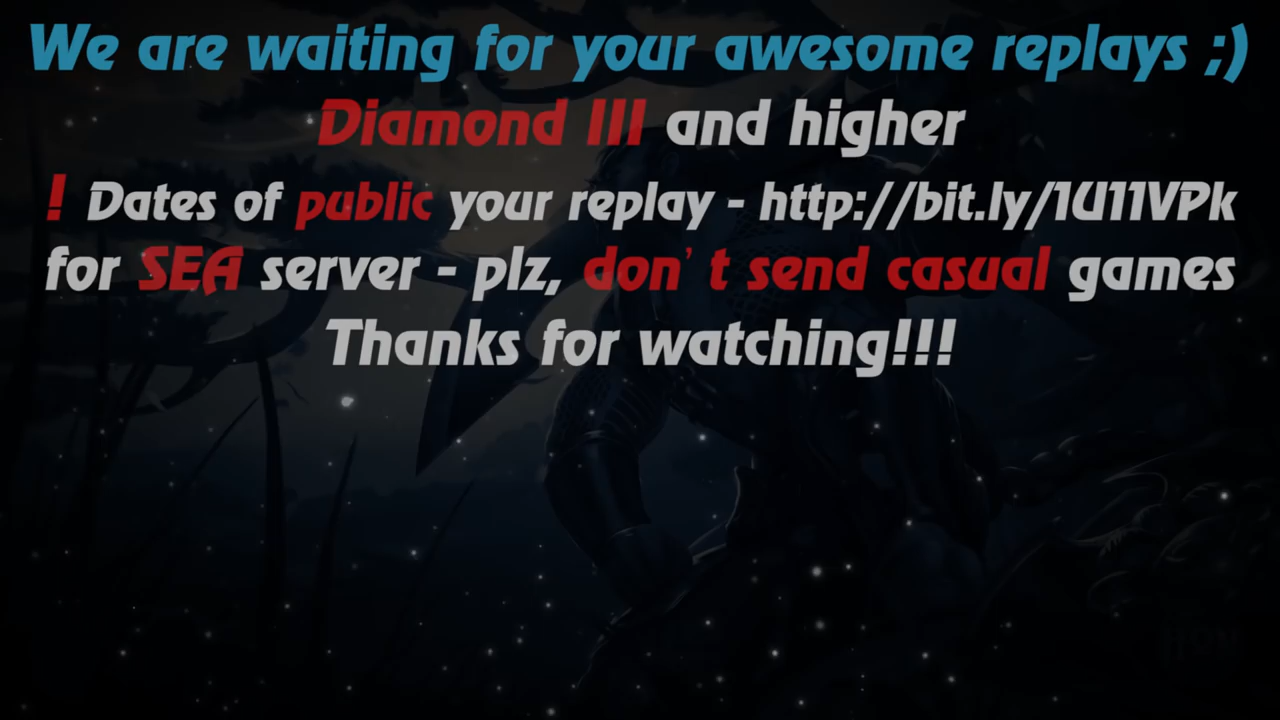 We are waiting for your awesome replays ;)
Diamond III and higher
! Dates of public your replay - http://bit.ly/1U11VPk
for SEA server - plz, don' t send casual games
Thanks for watching!!!